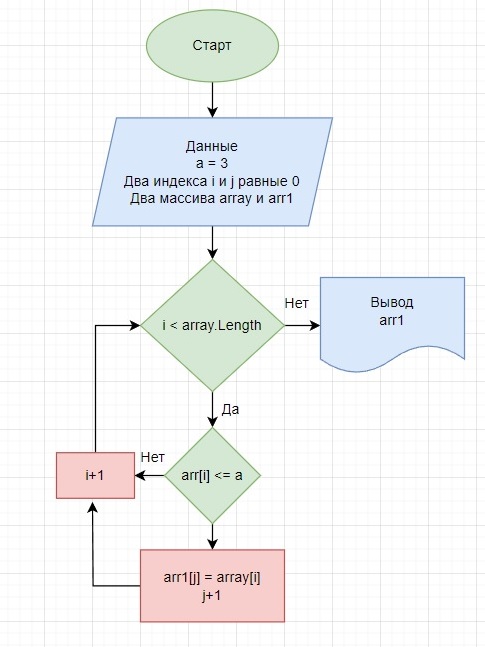 Старт
Данные
a = 3
Два индекса i и j равные 0
Два массива array и arr1
i < array.Length
Нет
Вывод
arr1
Да
Нет
i+1
arr[i] <= a
arr1[j] = array[i]
j+1